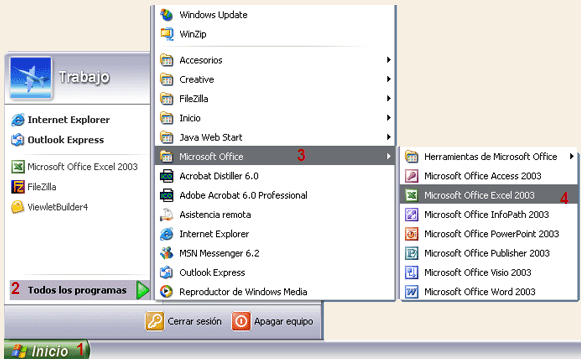 Trabajo
Internet Explorer
Outlook Express
Microsoft Office Excel 2003
FileZilla
ViewletBuilder4
2 Todos los programas
Cerrar sesión
Apagar equipo
Inicio 1
Windows Update
WinZip
Accesorios
Creative
FileZilla
Inicio
Java Web Start
Microsoft Office 3
Acrobat Distiller 6.0
Adobe Acrobat 6.0 Professional
Asistencia remota
Internet Explorer
MSN Messenger 6.2
Outlook Express
Reproductor de Windows Media
Herramientas de Microsoft Office
Microsoft Office Access 2003
Microsoft Office Excel 2003 4
Microsoft Office InfoPath 2003
Microsoft Office PowerPoint 2003
Microsoft Office Publisher 2003
Microsoft Office Visio 2003
Microsoft Office Word 2003